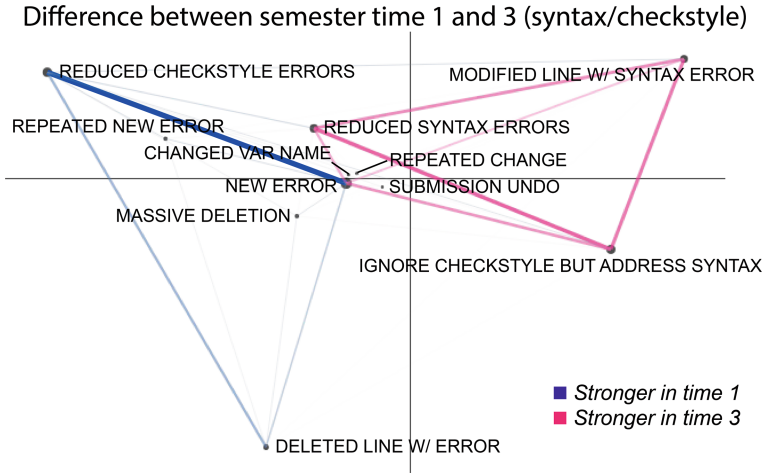 Difference between semester time 1 and 3 (syntax/checkstyle)
REDUCED CHECKSTYLE ERRORS
MODIFIED LINE W/ SYNTAX ERROR
REPEATED NEW ERROR
REDUCED SYNTAX ERRORS
CHANGED VAR NAME
REPEATED CHANGE
NEW ERROR
SUBMISSION UNDO
MASSIVE DELETION
IGNORE CHECKSTYLE BUT ADDRESS SYNTAX
Stronger in time 1
Stronger in time 3
DELETED LINE W/ ERROR